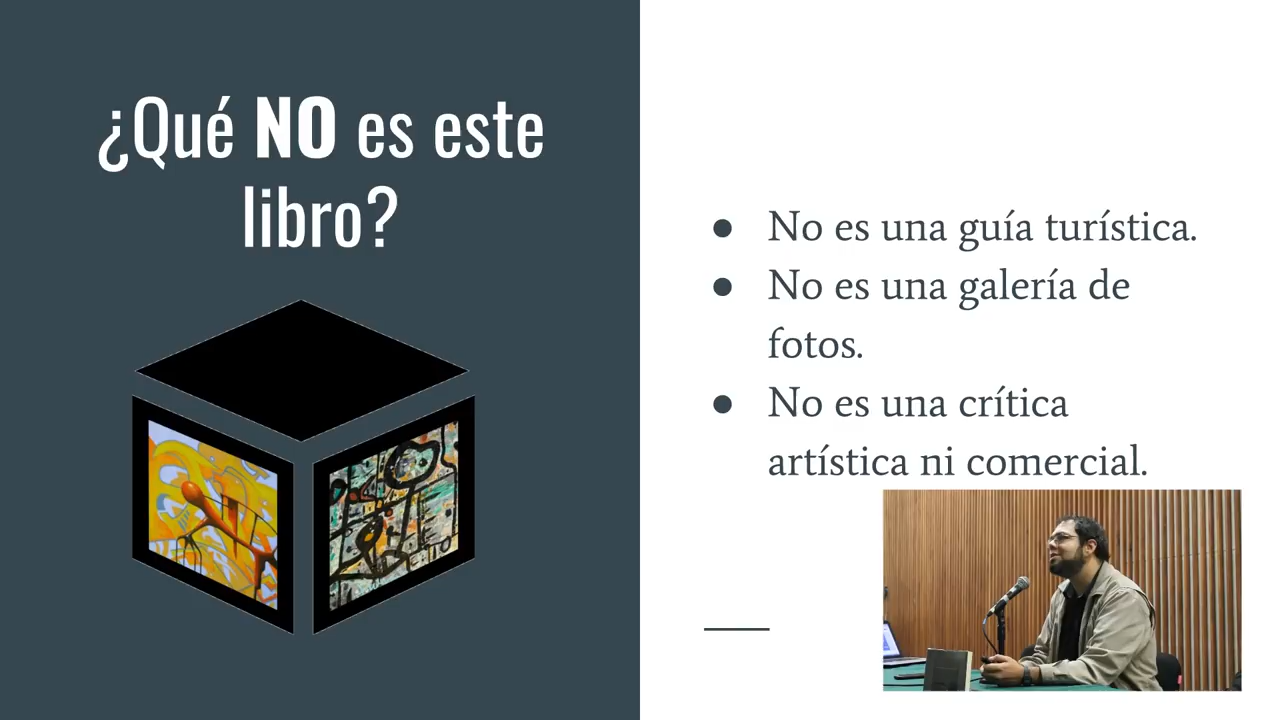 ¿Qué NO es este
libro?
● No es una guía turística.
● No es una galería de
fotos.
● No es una crítica
artística ni comercial.